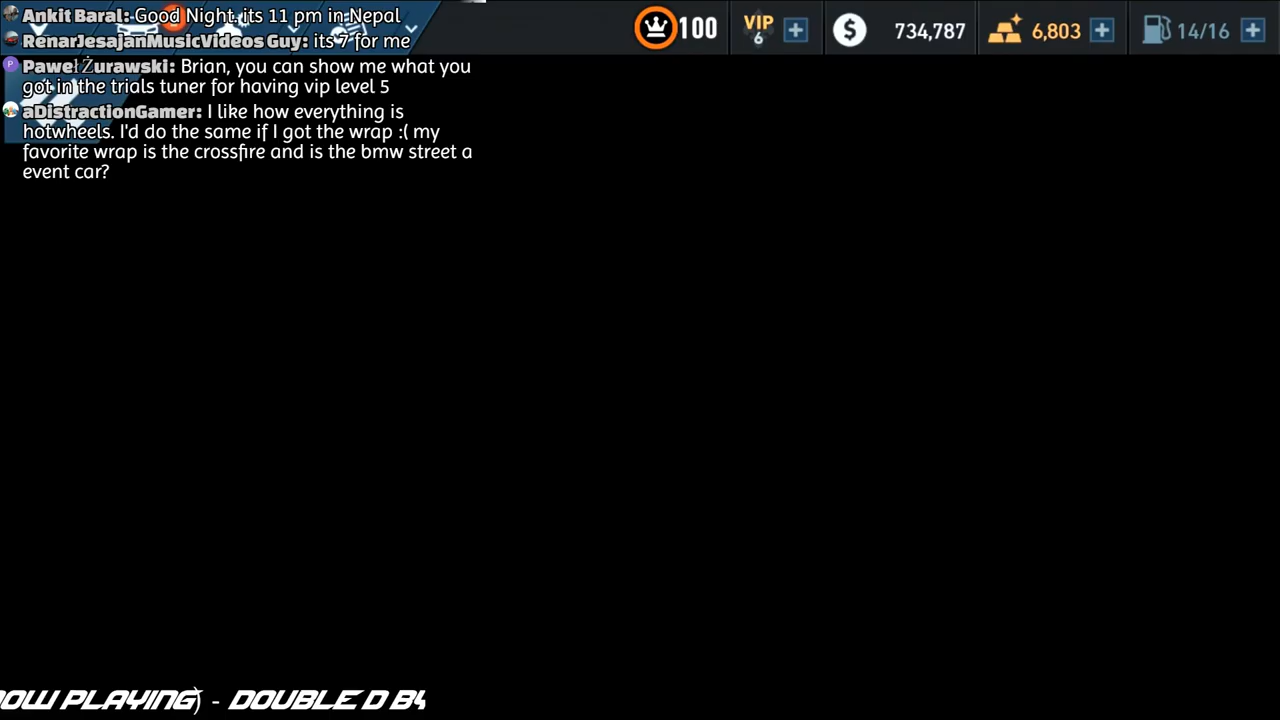 Ankit Baral: Good Night. its 11 pm in Nepal
RenarJesajanMusicVideos Guy: its 7 for me
Paweł Żurawski: Brian, you can show me what you
got in the trials tuner for having vip level 5
aDistractionGamer: I like how everything is
hotwheels. I'd do the same if I got the wrap :( my
favorite wrap is the crossfire and is the bmw street a
event car?
100
VIP
6
734,787
6,803
14/16
OW PLAYING) - DOUBLE D B4